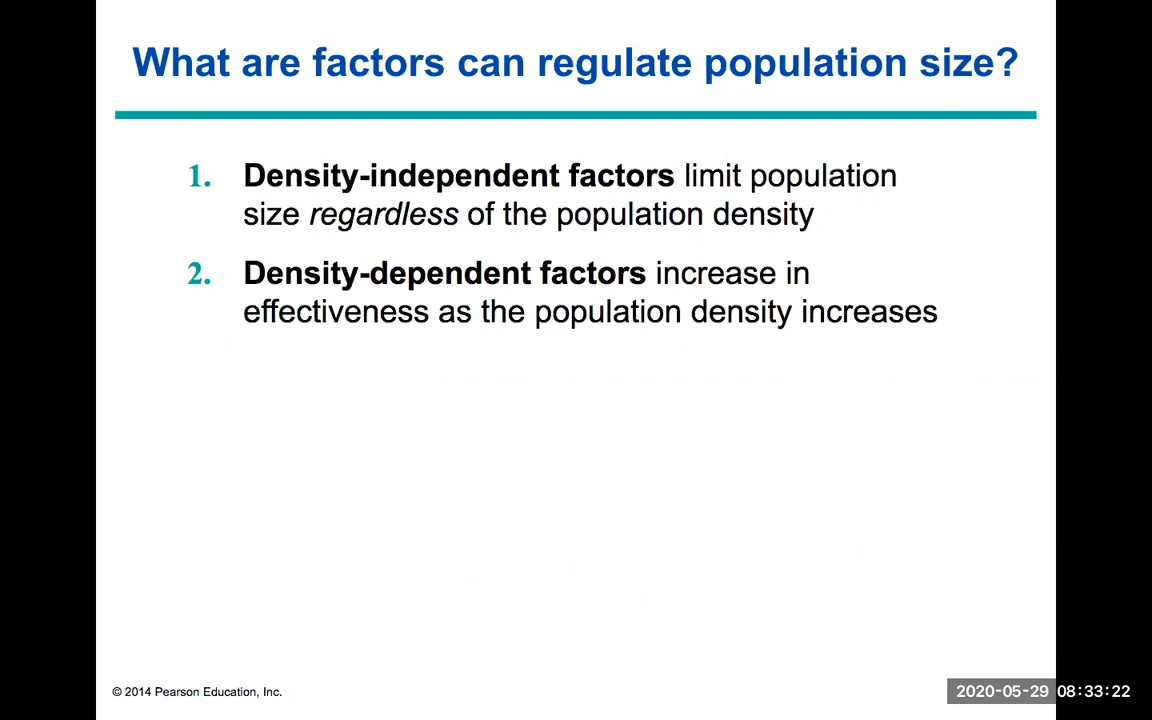 What are factors can regulate population size?
1. Density-independent factors limit population
size regardless of the population density
2. Density-dependent factors increase in
effectiveness as the population density increases
© 2014 Pearson Education, Inc.
2020-05-29 08:33:22